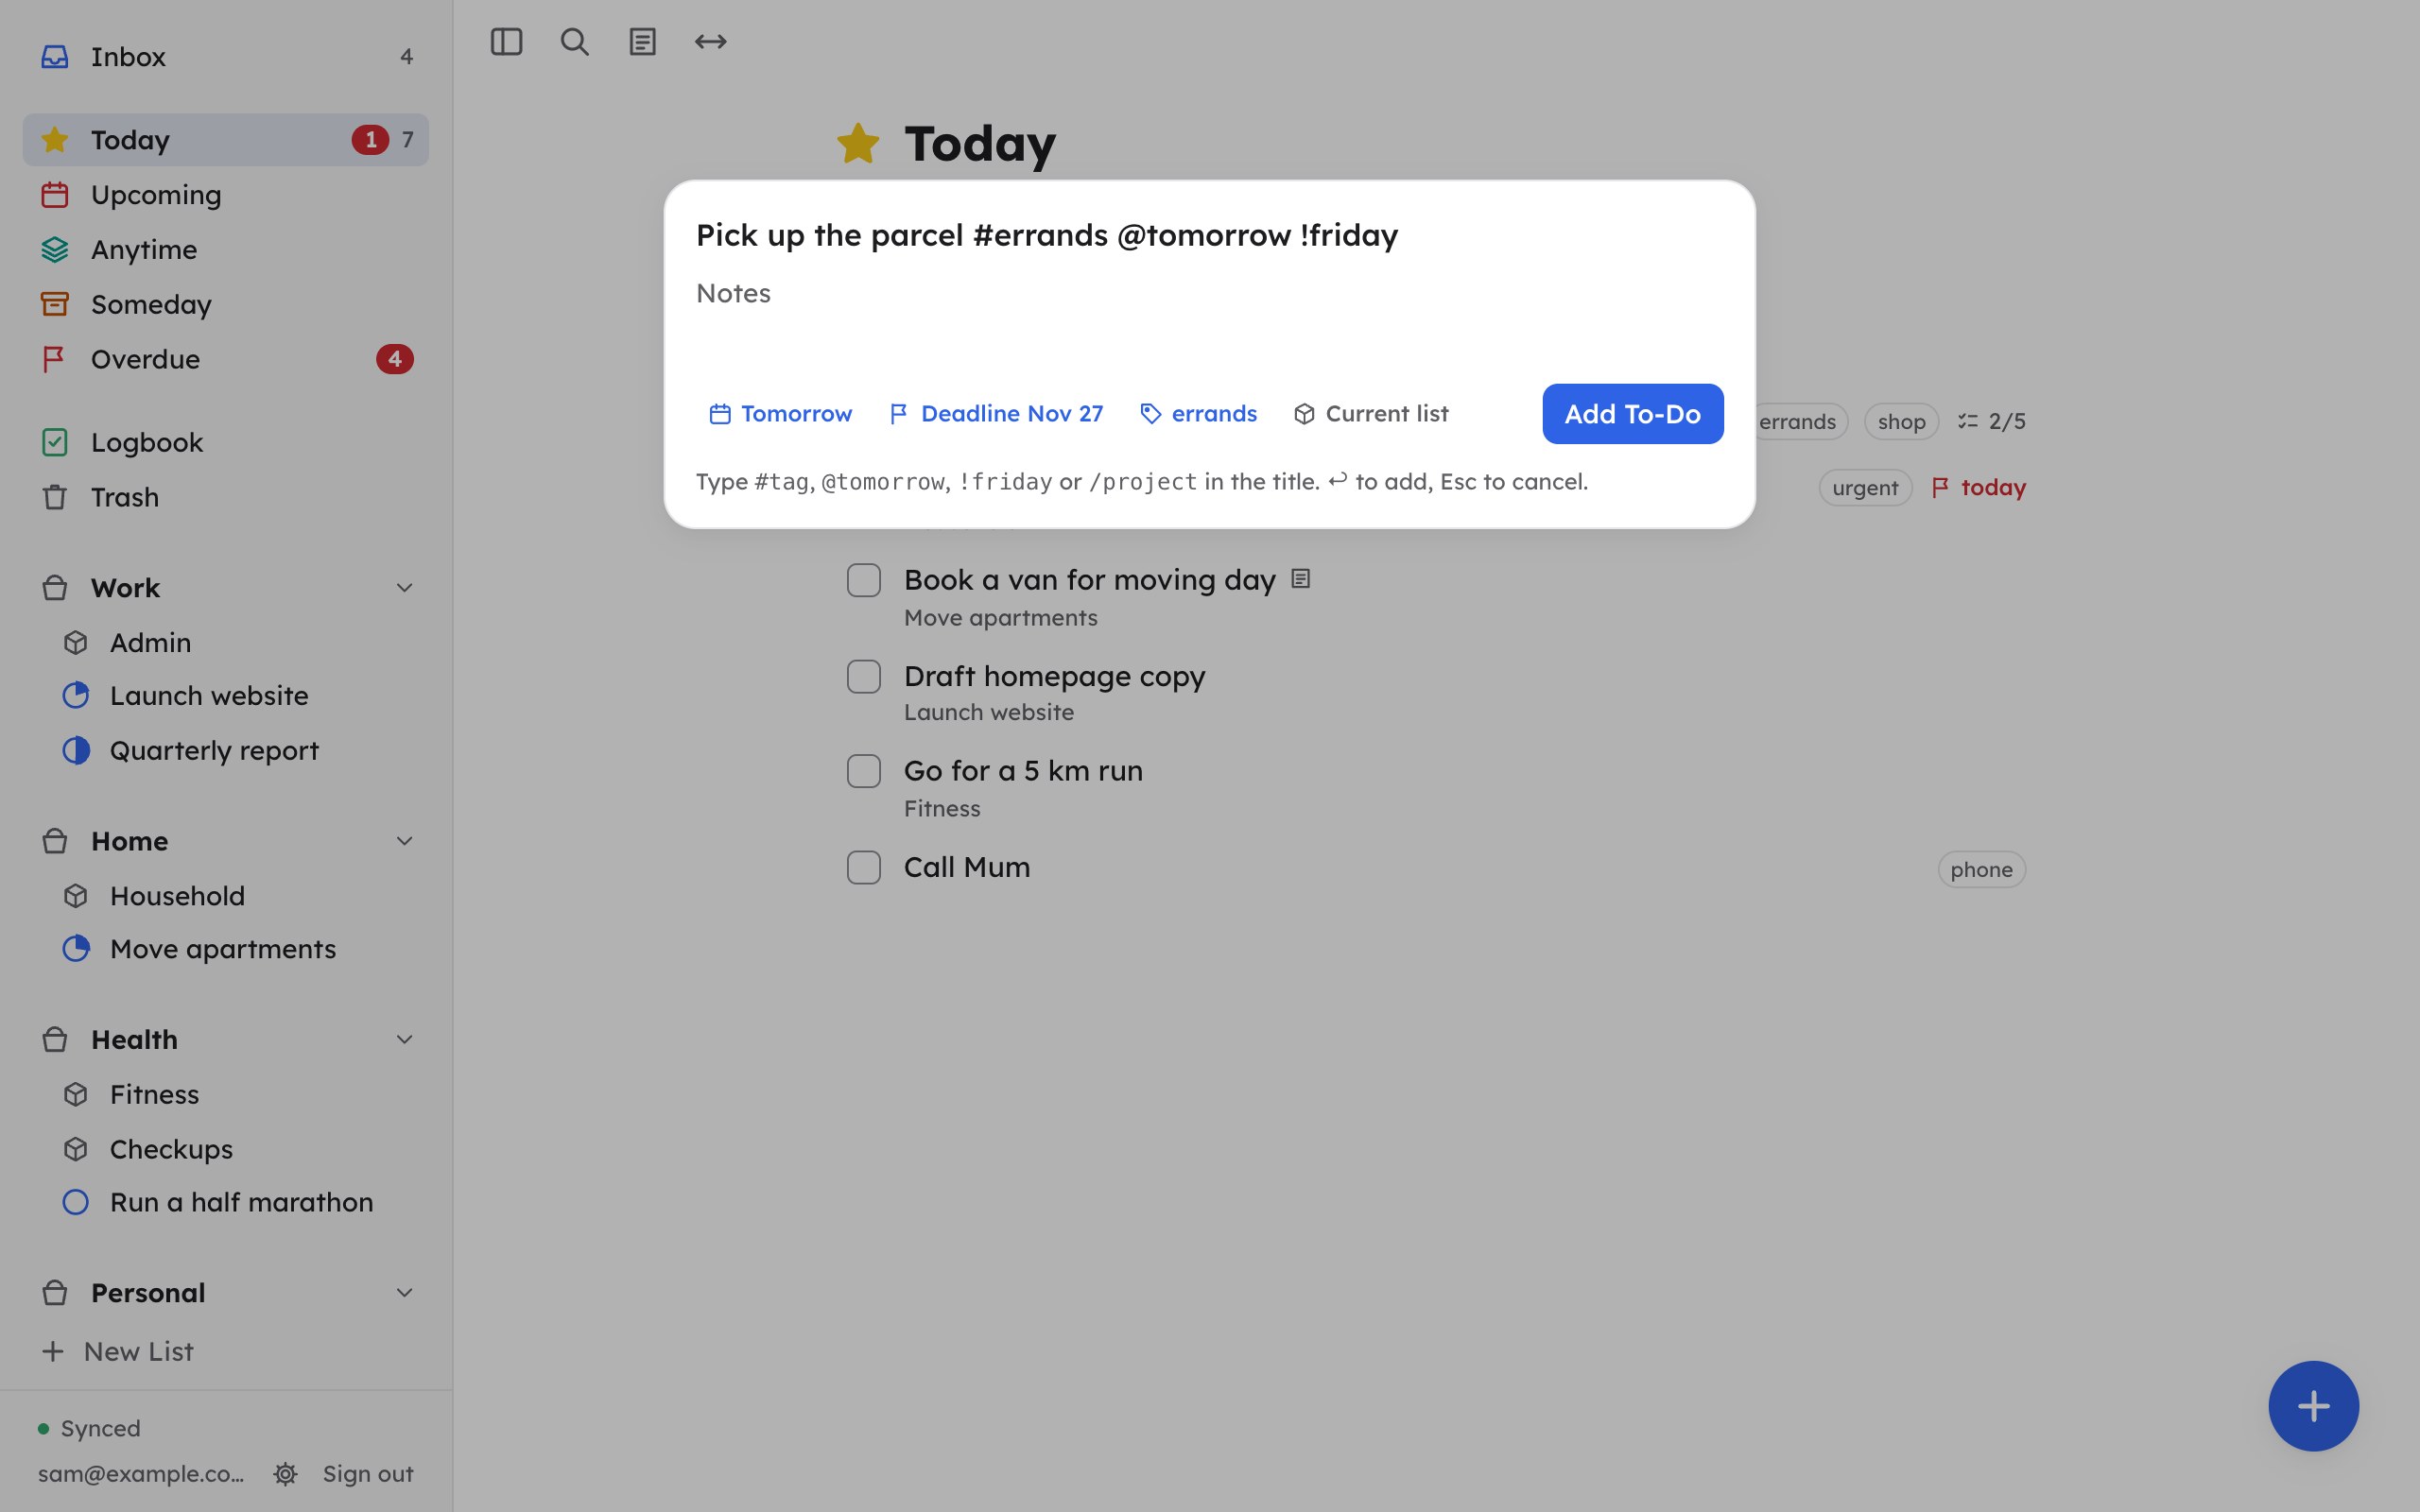 Inbox 4
Today 1 7
Upcoming
Anytime
Someday
Overdue 4
Logbook
Trash
Work
Admin
Launch website
Quarterly report
Home
Household
Move apartments
Health
Fitness
Checkups
Run a half marathon
Personal
New List
Synced
sam@example.co… Sign out
Today
Pick up the parcel #errands @tomorrow !friday
Notes
Tomorrow Deadline Nov 27 errands Current list Add To-Do
Type #tag, @tomorrow, !friday or /project in the title. ↩ to add, Esc to cancel.
errands shop 2/5
urgent today
Book a van for moving day
Move apartments
Draft homepage copy
Launch website
Go for a 5 km run
Fitness
Call Mum phone